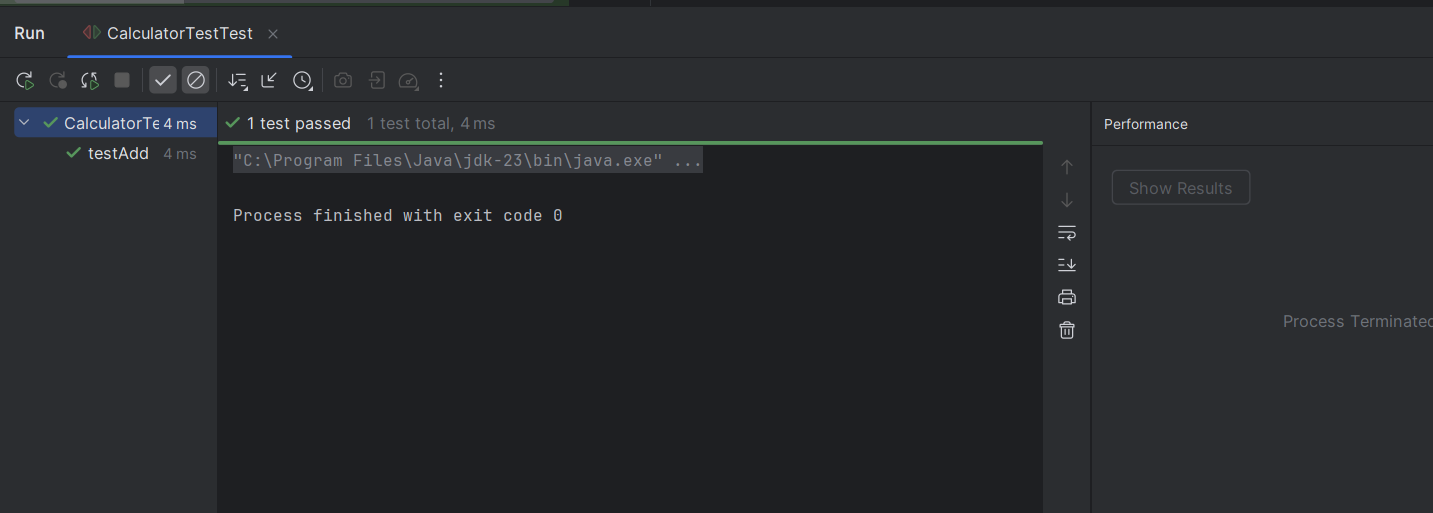 Run CalculatorTestTest
CalculatorTe 4 ms
testAdd 4 ms
1 test passed 1 test total, 4 ms
"C:\Program Files\Java\jdk-23\bin\java.exe" ...
Process finished with exit code 0
Performance
Show Results
Process Terminated